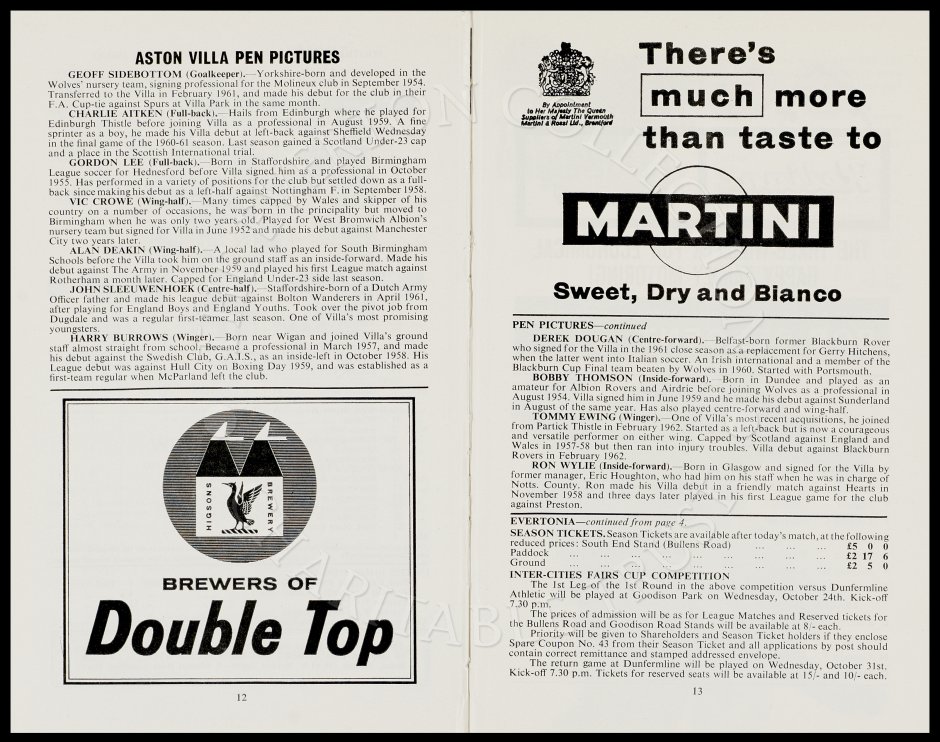 ASTON VILLA PEN PICTURES
GEOFF SIDEBOTTOM (Goalkeeper).—Yorkshire-born and developed in the
Wolves' nursery team, signing professional for the Molineux club in September 1954.
Transferred to the Villa in February 1961, and made his debut for the club in their
F.A. Cup-tie against Spurs at Villa Park in the same month.
CHARLIE AITKEN (Full-back).—Hails from Edinburgh where he played for
Edinburgh Thistle before joining Villa as a professional in August 1959. A fine
sprinter as a boy, he made his Villa debut at left-back against Sheffield Wednesday
in the final game of the 1960-61 season. Last season gained a Scotland Under-23 cap
and a place in the Scottish International trial.
GORDON LEE (Full-back).—Born in Staffordshire and played Birmingham
League soccer for Hednesford before Villa signed him as a professional in October
1955. Has performed in a variety of positions for the club but settled down as a full-
back since making his debut as a left-half against Nottingham F. in September 1958.
VIC CROWE (Wing-half).—Many times capped by Wales and skipper of his
country on a number of occasions, he was born in the principality but moved to
Birmingham when he was only two years old. Played for West Bromwich Albion's
nursery team but signed for Villa in June 1952 and made his debut against Manchester
City two years later.
ALAN DEAKIN (Wing-half).—A local lad who played for South Birmingham
Schools before the Villa took him on the ground staff as an inside-forward. Made his
debut against The Army in November 1959 and played his first League match against
Rotherham a month later. Capped for England Under-23 side last season.
JOHN SLEEUWENHOEK (Centre-half).—Staffordshire-born of a Dutch Army
Officer father and made his league debut against Bolton Wanderers in April 1961,
after playing for England Boys and England Youths. Took over the pivot job from
Dugdale and was a regular first-teamer last season. One of Villa's most promising
youngsters.
HARRY BURROWS (Winger).—Born near Wigan and joined Villa's ground
staff almost straight from school. Became a professional in March 1957, and made
his debut against the Swedish Club, G.A.I.S., as an inside-left in October 1958. His
League debut was against Hull City on Boxing Day 1959, and was established as a
first-team regular when McParland left the club.
HIGSONS
BREWERY
BREWERS OF
Double Top
12
By Appointment
to Her Majesty The Queen
Suppliers of Martini Vermouth
Martini & Rossi Ltd., Brentford
There's
much more
than taste to
MARTINI
Sweet, Dry and Bianco
PEN PICTURES—continued
DEREK DOUGAN (Centre-forward).—Belfast-born former Blackburn Rover
who signed for the Villa in the 1961 close season as a replacement for Gerry Hitchens,
when the latter went into Italian soccer. An Irish international and a member of the
Blackburn Cup Final team beaten by Wolves in 1960. Started with Portsmouth.
BOBBY THOMSON (Inside-forward).—Born in Dundee and played as an
amateur for Albion Rovers and Airdrie before joining Wolves as a professional in
August 1954. Villa signed him in June 1959 and he made his debut against Sunderland
in August of the same year. Has also played centre-forward and wing-half.
TOMMY EWING (Winger).—One of Villa's most recent acquisitions, he joined
from Partick Thistle in February 1962. Started as a left-back but is now a courageous
and versatile performer on either wing. Capped by Scotland against England and
Wales in 1957-58 but then ran into injury troubles. Villa debut against Blackburn
Rovers in February 1962.
RON WYLIE (Inside-forward).—Born in Glasgow and signed for the Villa by
former manager, Eric Houghton, who had him on his staff when he was in charge of
Notts. County. Ron made his Villa debut in a friendly match against Hearts in
November 1958 and three days later played in his first League game for the club
against Preston.
EVERTONIA—continued from page 4.
SEASON TICKETS. Season Tickets are available after today's match, at the following
reduced prices: South End Stand (Bullens Road) ... ... ... £5 0 0
Paddock ... ... ... ... ... ... ... ... £2 17 6
Ground ... ... ... ... ... ... ... ... £2 5 0
INTER-CITIES FAIRS CUP COMPETITION
The 1st Leg of the 1st Round in the above competition versus Dunfermline
Athletic will be played at Goodison Park on Wednesday, October 24th. Kick-off
7.30 p.m.
The prices of admission will be as for League Matches and Reserved tickets for
the Bullens Road and Goodison Road Stands will be available at 8/- each.
Priority will be given to Shareholders and Season Ticket holders if they enclose
Spare Coupon No. 43 from their Season Ticket and all applications by post should
contain correct remittance and stamped addressed envelope.
The return game at Dunfermline will be played on Wednesday, October 31st.
Kick-off 7.30 p.m. Tickets for reserved seats will be available at 15/- and 10/- each.
13